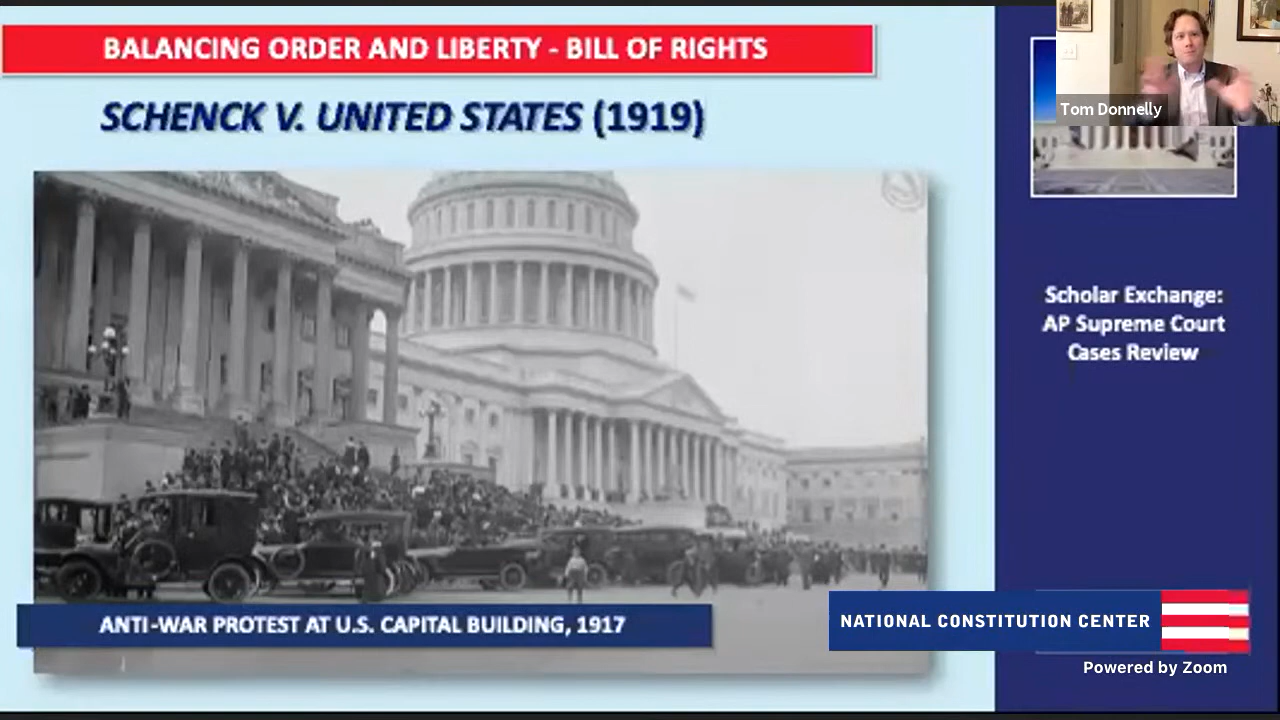 BALANCING ORDER AND LIBERTY - BILL OF RIGHTS
SCHENCK V. UNITED STATES (1919)
Tom Donnelly
Scholar Exchange:
AP Supreme Court
Cases Review
ANTI-WAR PROTEST AT U.S. CAPITAL BUILDING, 1917
NATIONAL CONSTITUTION CENTER
Powered by Zoom